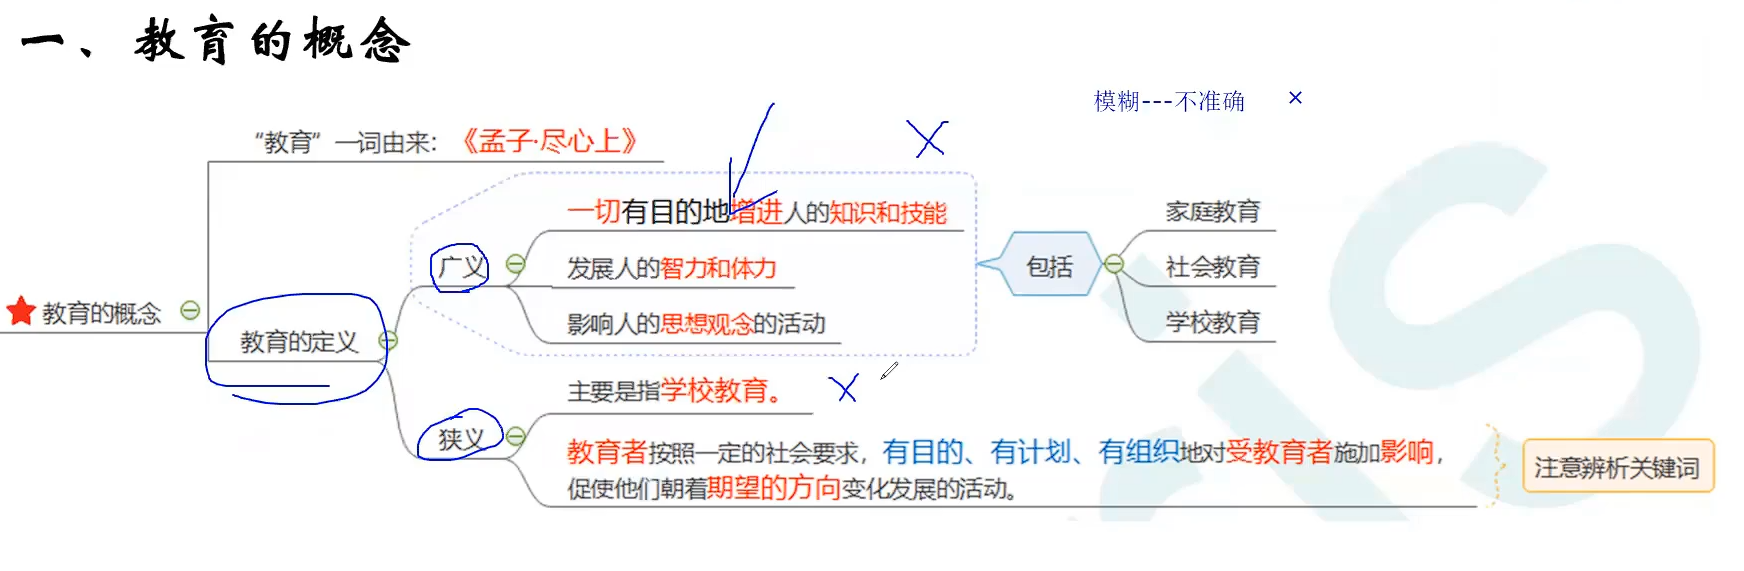 一、教育的概念
模糊---不准确 ×
“教育”一词由来：《孟子·尽心上》
一切有目的地增进人的知识和技能
家庭教育
广义
发展人的智力和体力
包括
社会教育
教育的概念
影响人的思想观念的活动
学校教育
教育的定义
主要是指学校教育。
狭义
教育者按照一定的社会要求，有目的、有计划、有组织地对受教育者施加影响，
促使他们朝着期望的方向变化发展的活动。
注意辨析关键词